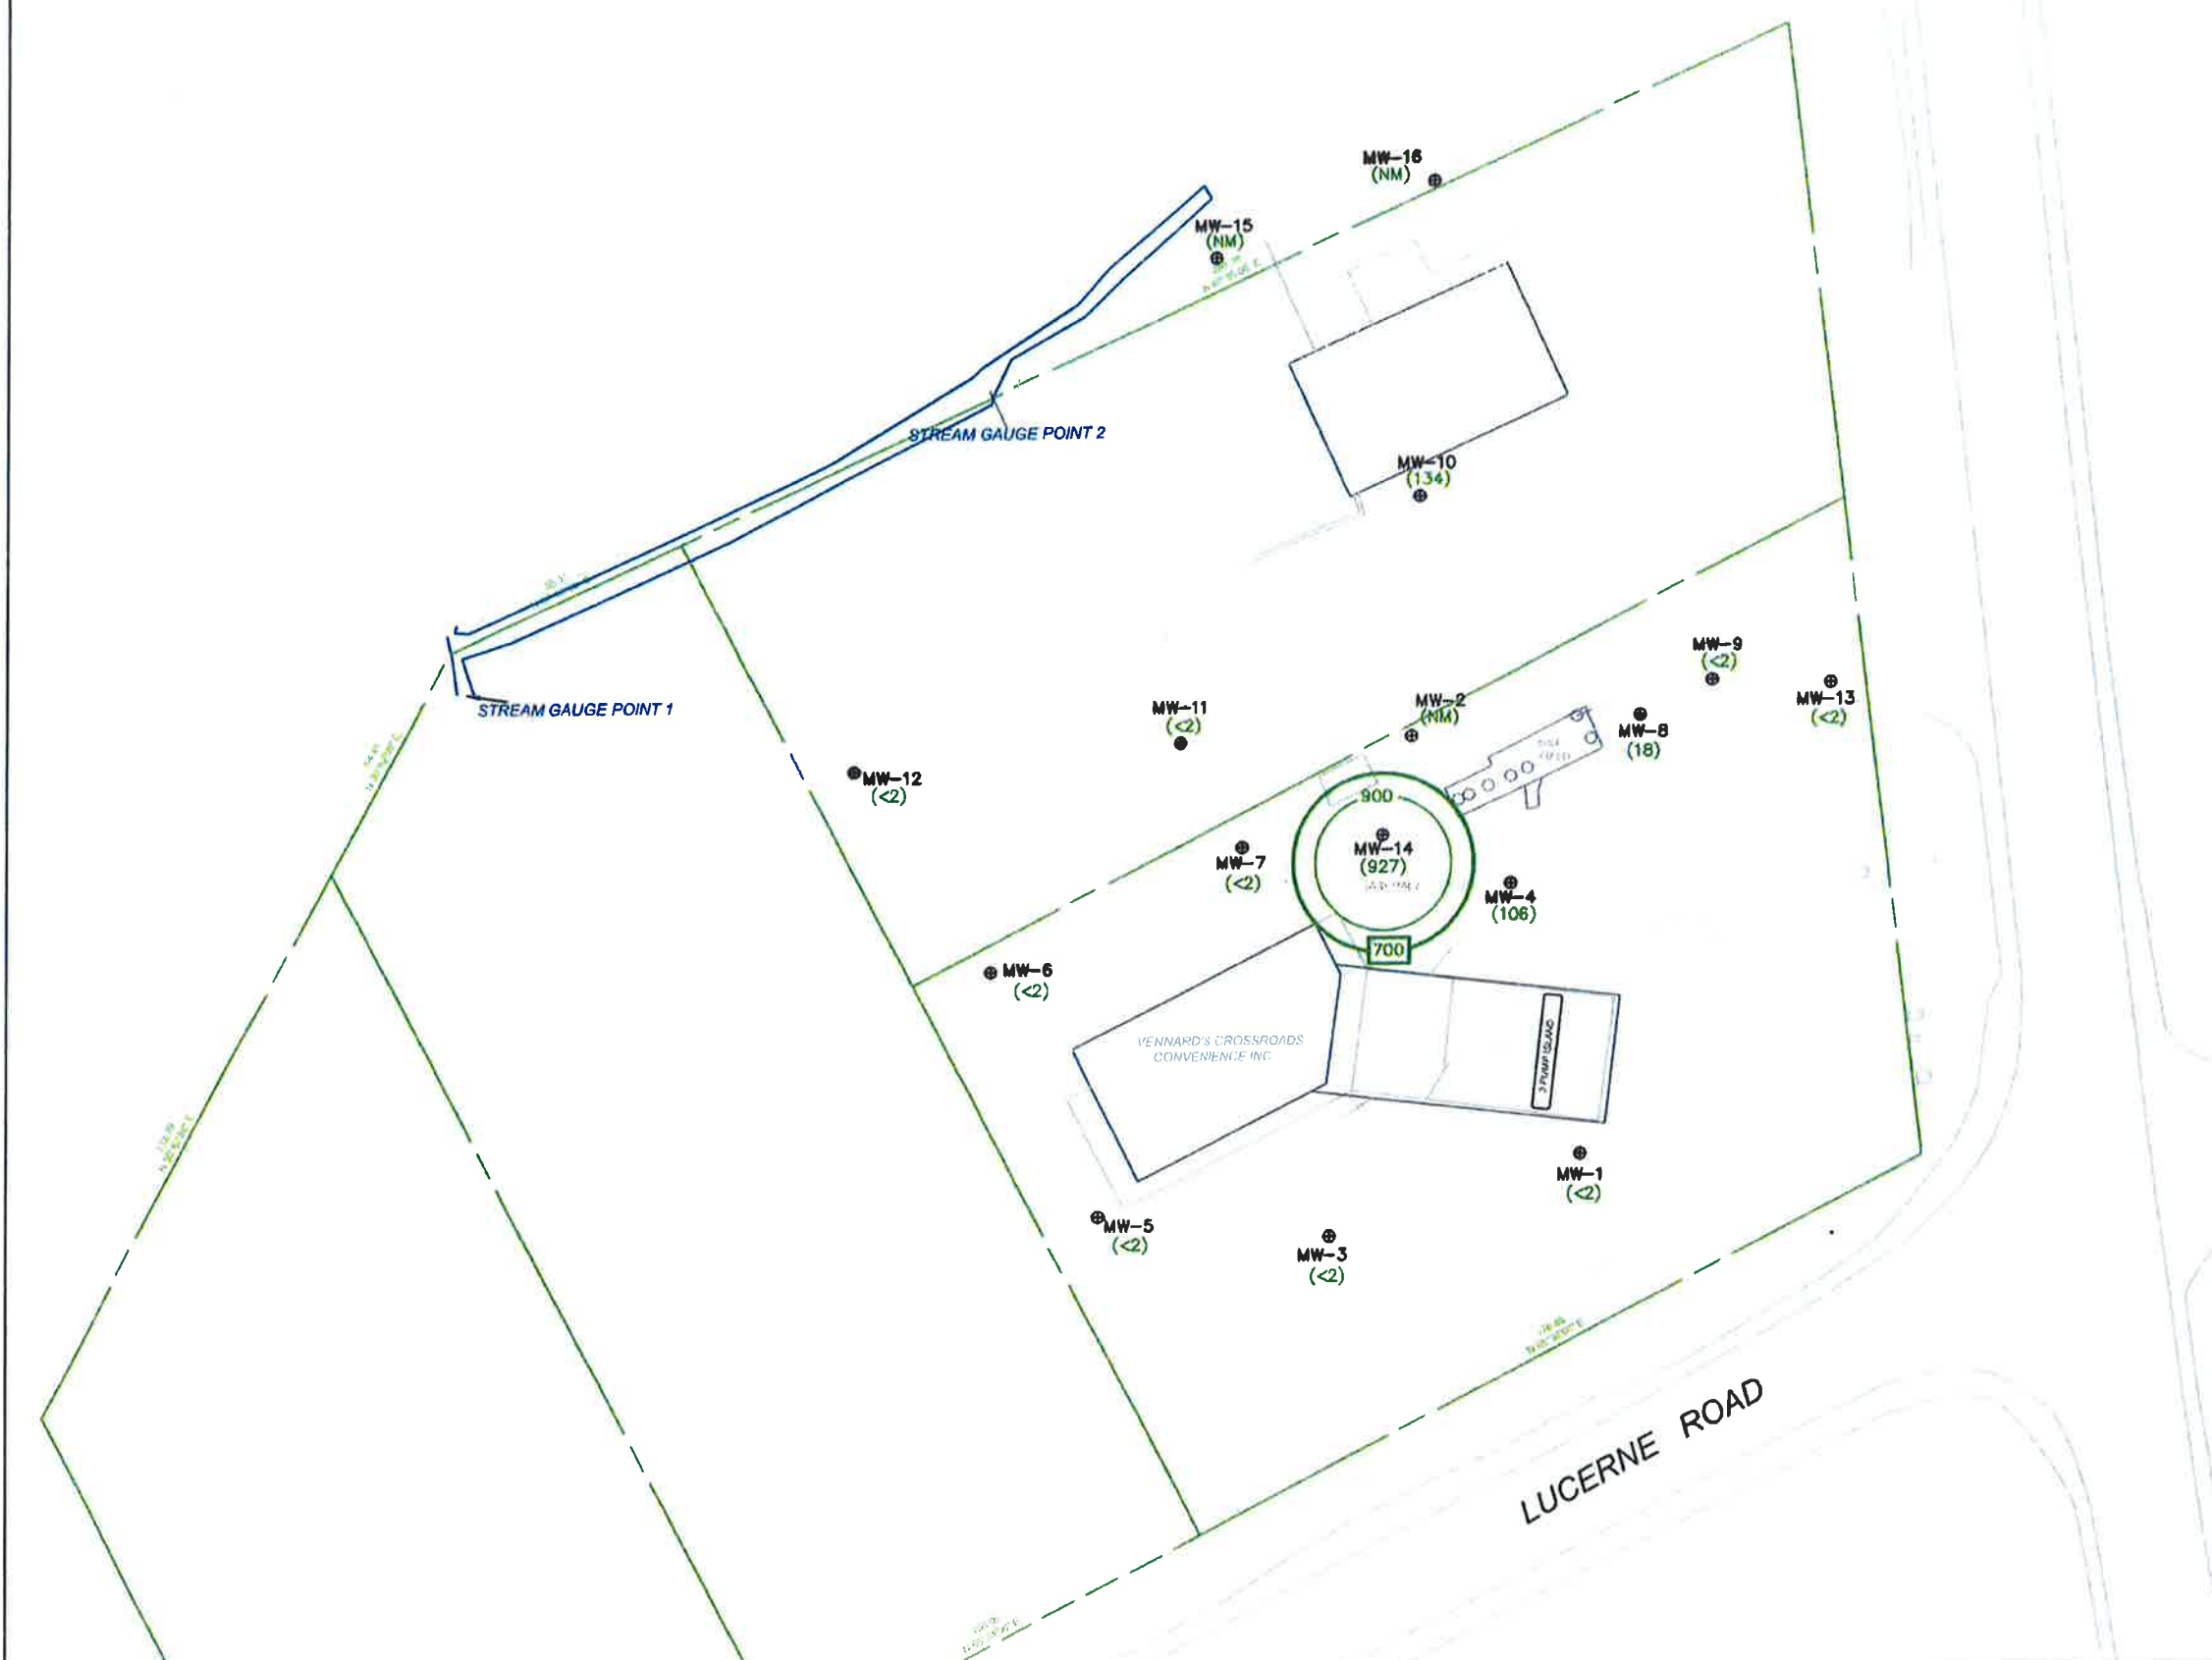 MW-16
(NM)
MW-15
(NM)
STREAM GAUGE POINT 2
MW-10
(134)
STREAM GAUGE POINT 1
MW-9
(<2)
MW-13
(<2)
MW-11
(<2)
MW-2
(NM)
MW-8
(18)
MW-12
(<2)
900
MW-14
(927)
MW-7
(<2)
MW-4
(106)
700
MW-6
(<2)
VENNARD'S CROSSROADS
CONVENIENCE INC
3 PUMP ISLAND
MW-1
(<2)
MW-5
(<2)
MW-3
(<2)
LUCERNE ROAD